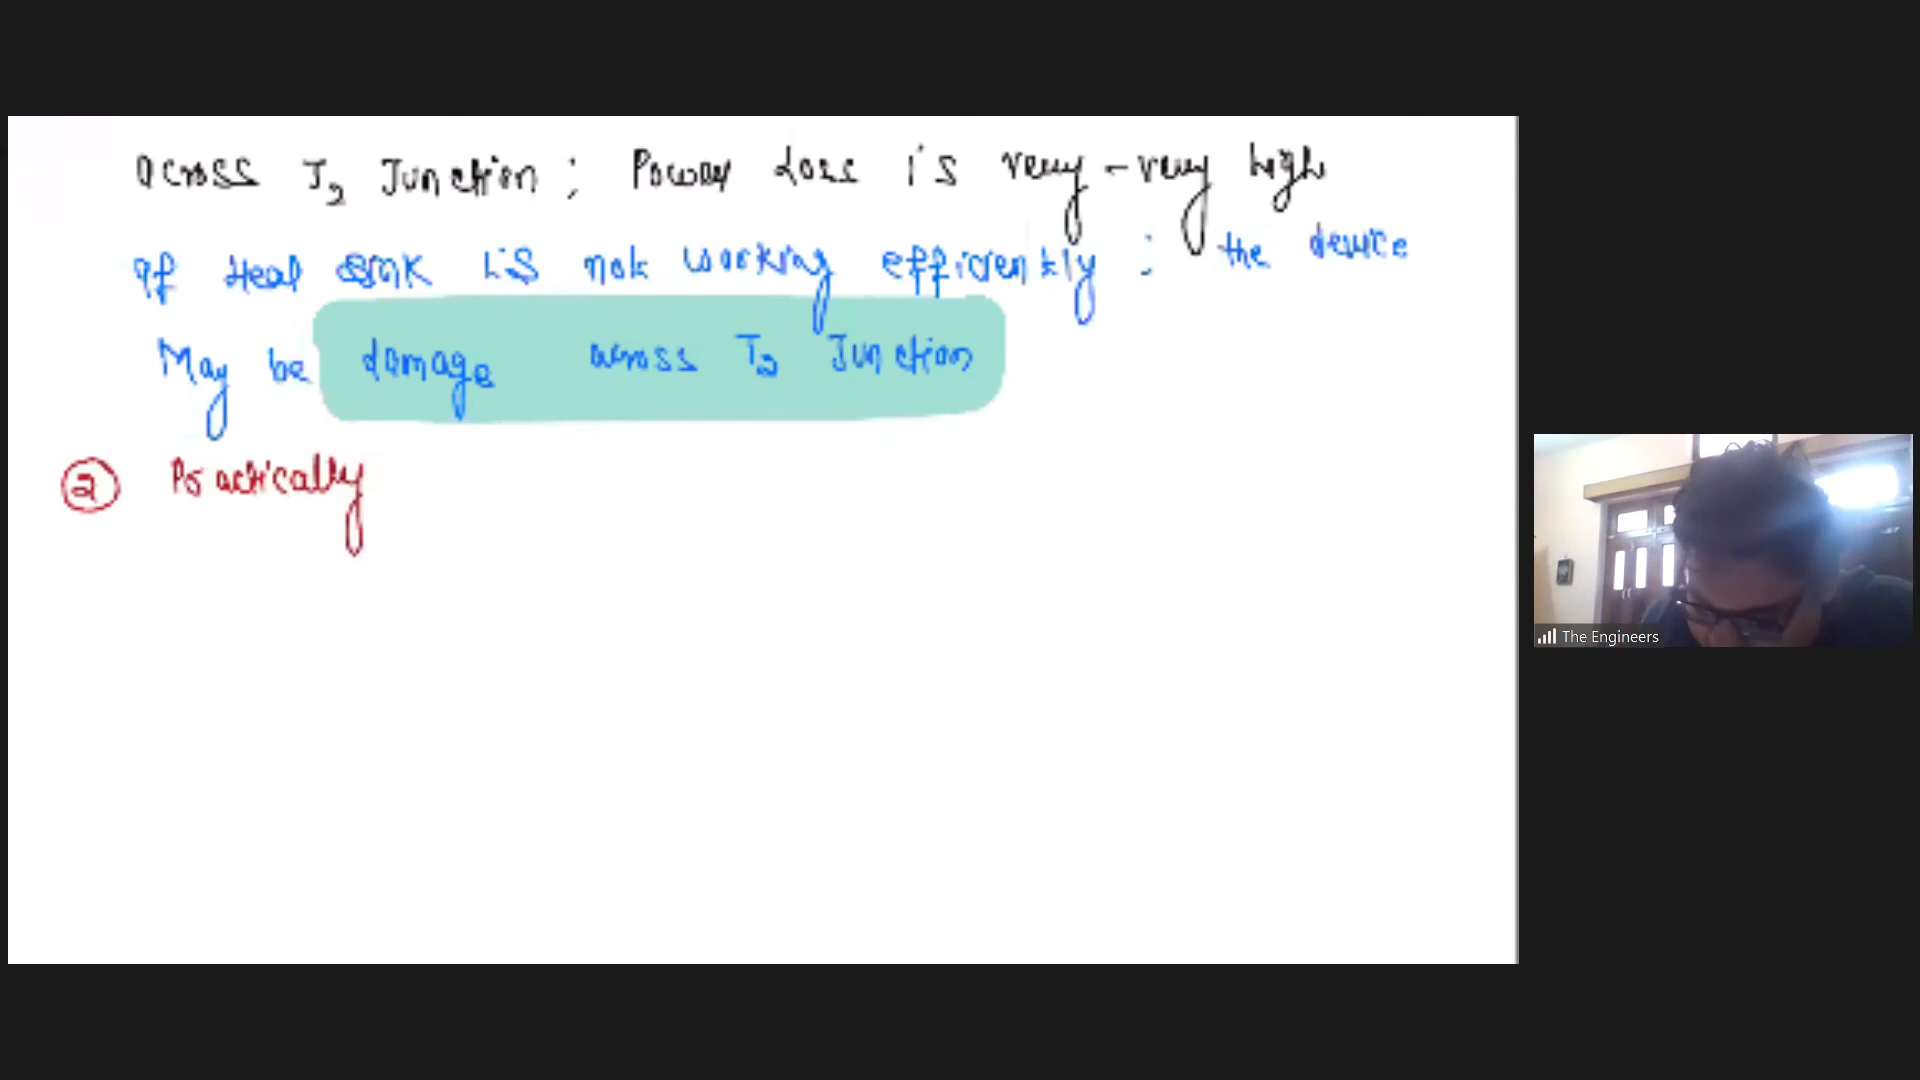 across J2 Junction ; Power Loss is very-very high
If Heat sink is not working efficiently : the device
May be damage across J2 Junction
② Practically
The Engineers